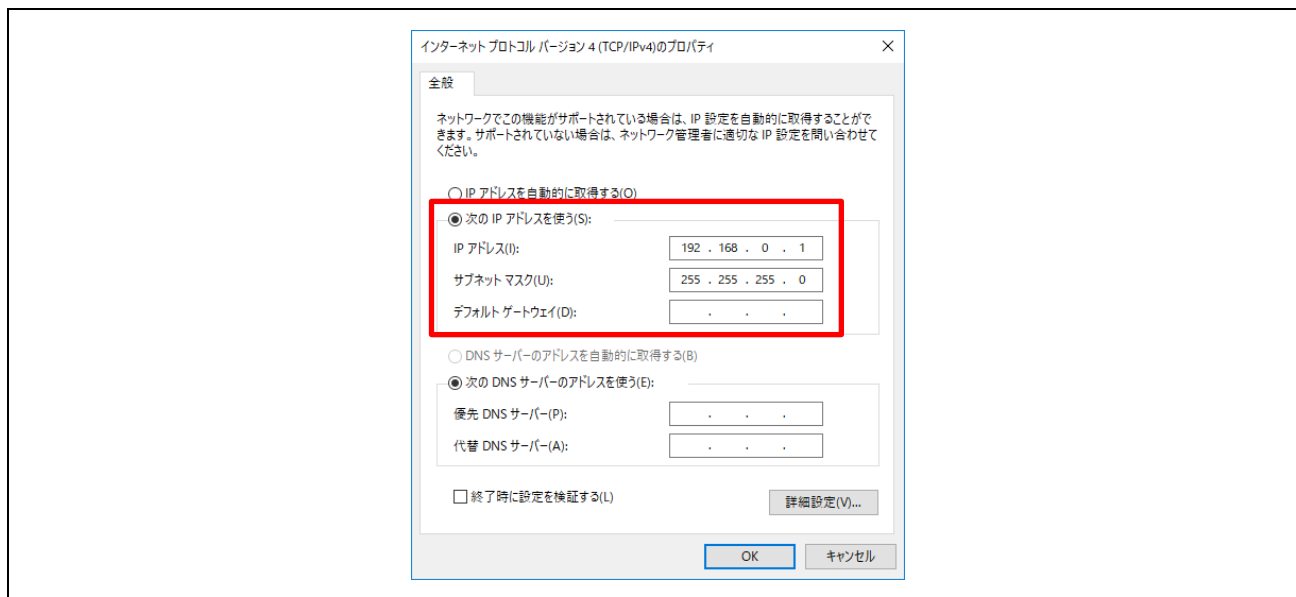 インターネット プロトコル バージョン 4 (TCP/IPv4)のプロパティ
全般
ネットワークでこの機能がサポートされている場合は、IP 設定を自動的に取得することがで
きます。サポートされていない場合は、ネットワーク管理者に適切な IP 設定を問い合わせて
ください。
IP アドレスを自動的に取得する(O)
次の IP アドレスを使う(S):
IP アドレス(I): 192 . 168 . 0 . 1
サブネット マスク(U): 255 . 255 . 255 . 0
デフォルト ゲートウェイ(D): . . .
DNS サーバーのアドレスを自動的に取得する(B)
次の DNS サーバーのアドレスを使う(E):
優先 DNS サーバー(P): . . .
代替 DNS サーバー(A): . . .
終了時に設定を検証する(L)
詳細設定(V)...
OK キャンセル